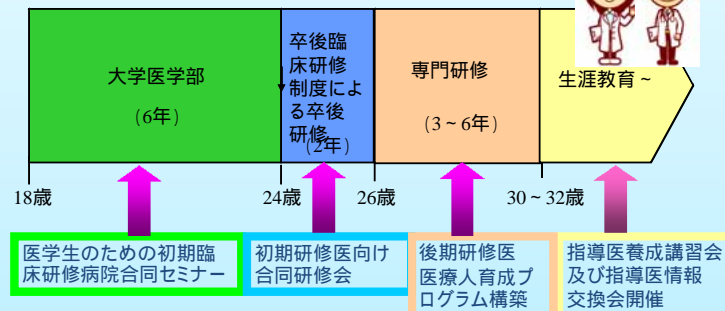 大学医学部
(6年)
卒後臨
床研修
制度によ
る卒後
研修
(2年)
専門研修
(3~6年)
生涯教育~
18歳
24歳
26歳
30~32歳
医学生のための初期臨
床研修病院合同セミナー
初期研修医向け
合同研修会
後期研修医
医療人育成プ
ログラム構築
指導医養成講習会
及び指導医情報
交換会開催